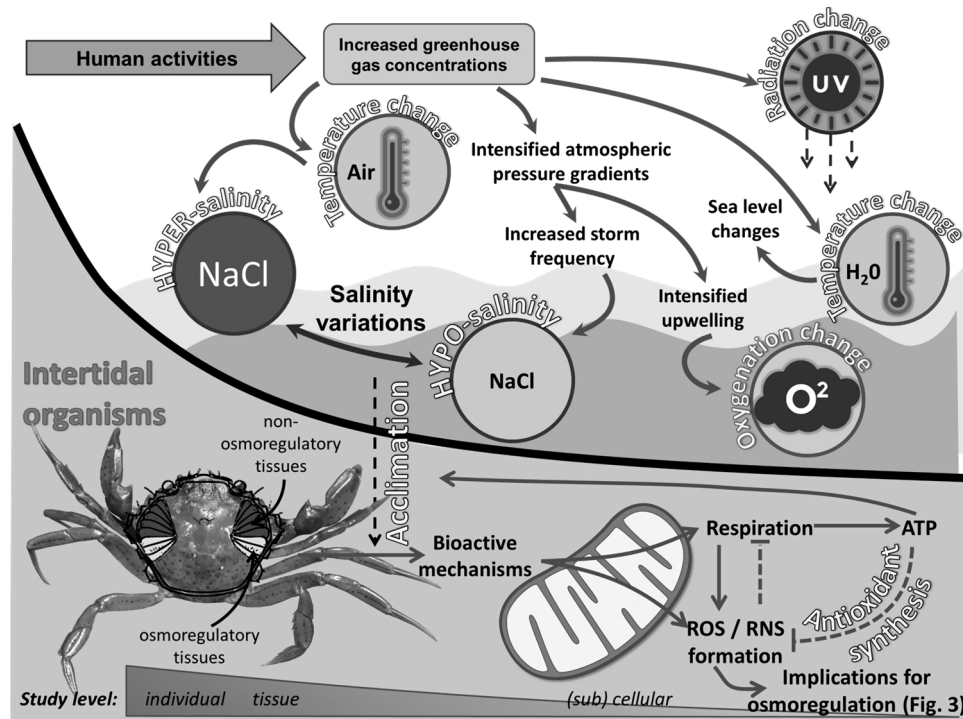 Human activities
Increased greenhouse
gas concentrations
Radiation change
UV
Temperature change
Air
Intensified atmospheric
pressure gradients
HYPER-salinity
NaCl
Increased storm
frequency
Sea level
changes
Temperature change
H₂0
Salinity
variations
Intensified
upwelling
HYPO-salinity
NaCl
Oxygenation change
O²
Intertidal
organisms
non-
osmoregulatory
tissues
Acclimation
Bioactive
mechanisms
Respiration
ATP
Antioxidant
synthesis
ROS / RNS
formation
osmoregulatory
tissues
Implications for
osmoregulation (Fig. 3)
Study level: individual tissue (sub) cellular